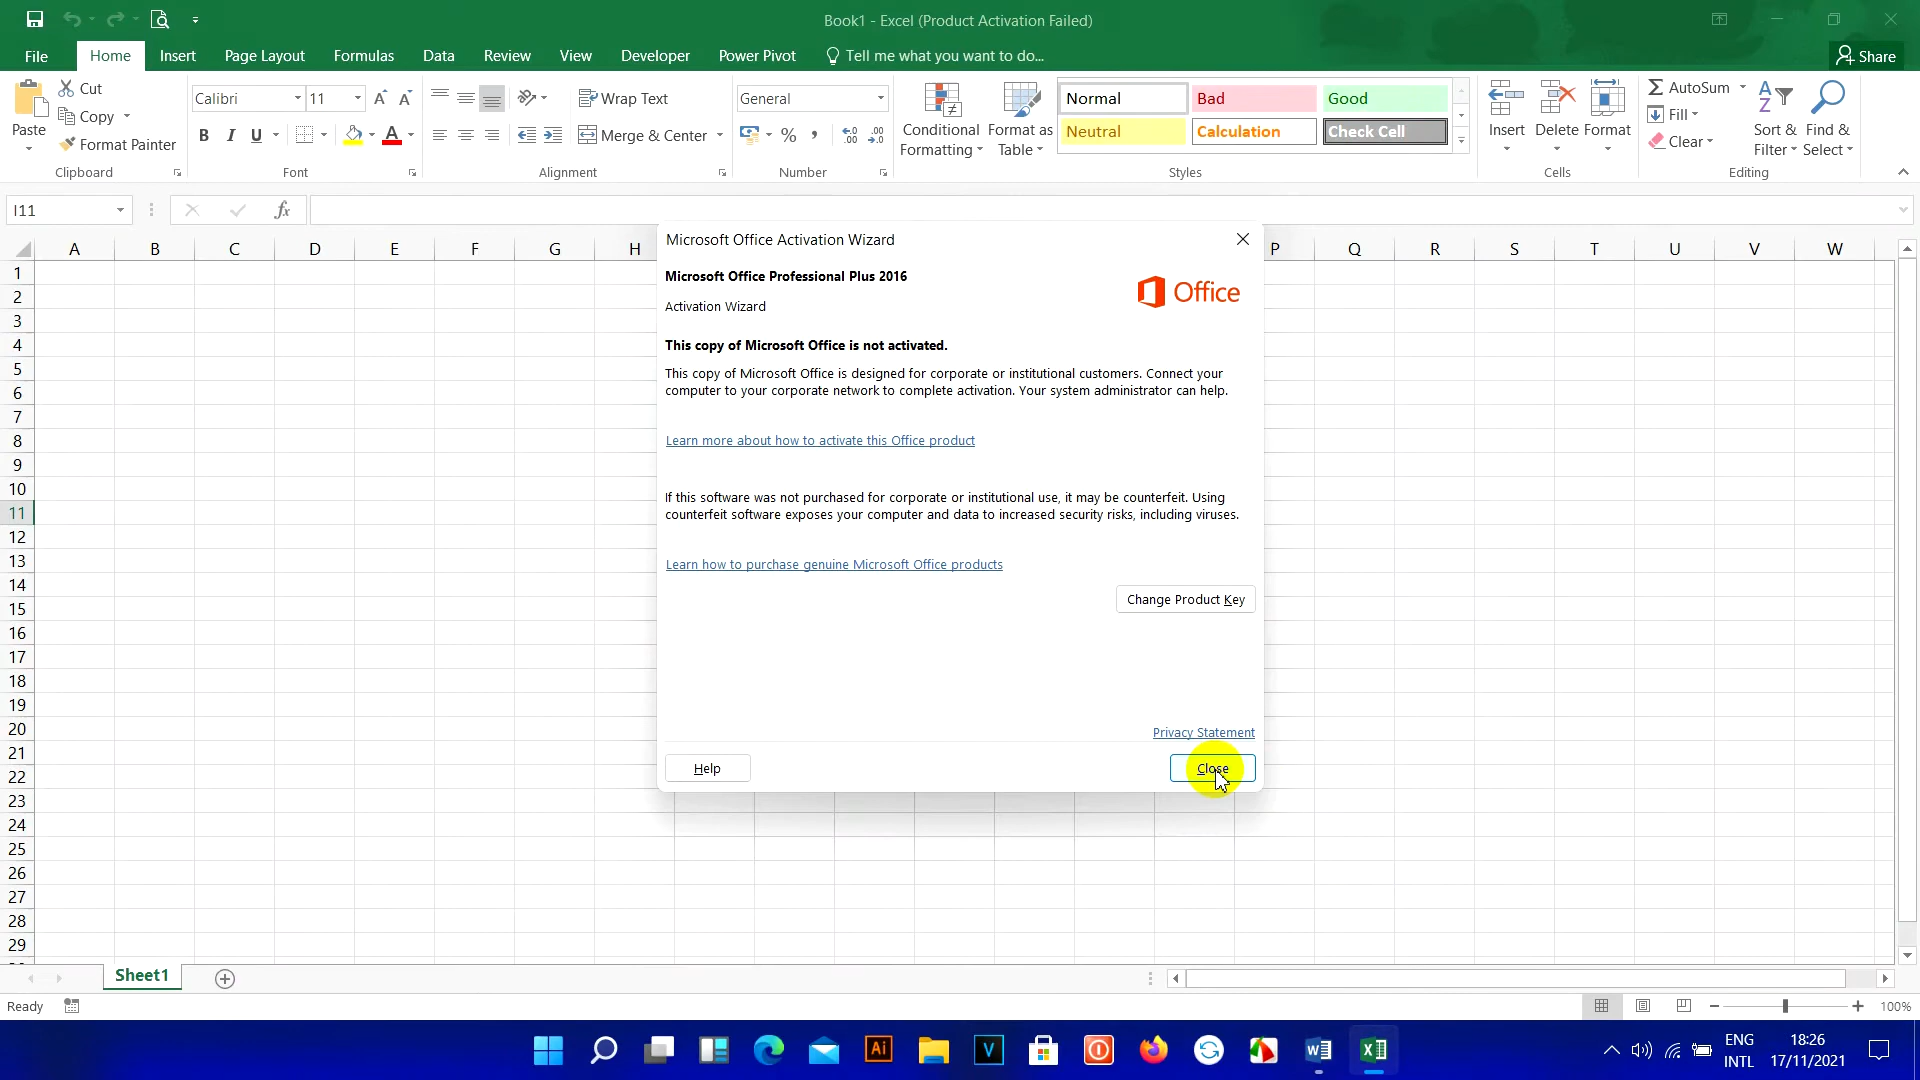 Book1 - Excel (Product Activation Failed)
File Home Insert Page Layout Formulas Data Review View Developer Power Pivot Tell me what you want to do... Share
Paste
Cut
Copy
Format Painter
Clipboard
Calibri 11
B I U
Font
Wrap Text
Merge & Center
Alignment
General
Number
Conditional
Formatting
Format as
Table
Normal Bad Good
Neutral Calculation Check Cell
Styles
Insert Delete Format
Cells
AutoSum
Fill
Clear
Sort &
Filter
Find &
Select
Editing
I11 fx
A B C D E F G H P Q R S T U V W
1
2
3
4
5
6
7
8
9
10
11
12
13
14
15
16
17
18
19
20
21
22
23
24
25
26
27
28
29
Microsoft Office Activation Wizard
Microsoft Office Professional Plus 2016
Office
Activation Wizard
This copy of Microsoft Office is not activated.
This copy of Microsoft Office is designed for corporate or institutional customers. Connect your
computer to your corporate network to complete activation. Your system administrator can help.
Learn more about how to activate this Office product
If this software was not purchased for corporate or institutional use, it may be counterfeit. Using
counterfeit software exposes your computer and data to increased security risks, including viruses.
Learn how to purchase genuine Microsoft Office products
Change Product Key
Privacy Statement
Help Close
Sheet1
Ready 100%
Ai V
ENG
INTL
18:26
17/11/2021